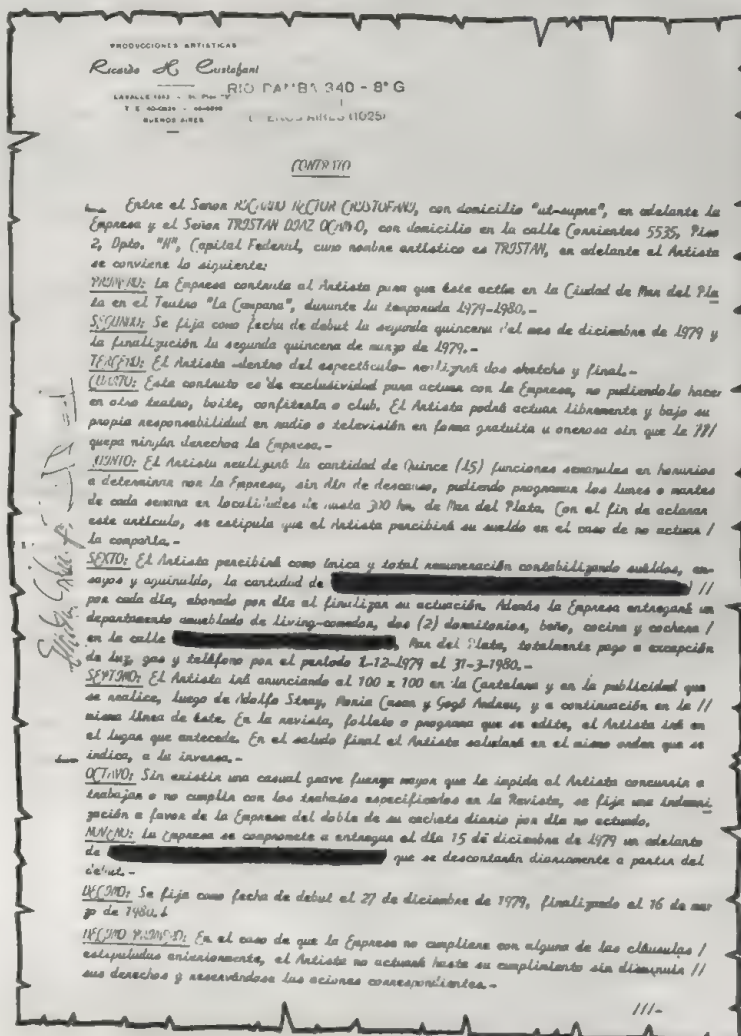 PRODUCCIONES ARTISTICAS
Ricardo H. Cristofani
LAVALLE
T. E.
BUENOS AIRES
RIO BAMBA 340 - 8° G
BUENOS AIRES (1025)
CONTRATO
Entre el Señor RICARDO HECTOR CRISTOFANI, con domicilio "ut-supra", en adelante la
Empresa y el Señor TRISTAN DIAZ OCAMPO, con domicilio en la calle Corrientes 5535, Piso
2, Dpto. "H", Capital Federal, cuyo nombre artístico es TRISTAN, en adelante el Artista
se conviene lo siguiente:
PRIMERO: La Empresa contrata al Artista para que éste actúe en la Ciudad de Mar del Pla
ta en el Teatro "La Campana", durante la temporada 1979-1980.-
SEGUNDO: Se fija como fecha de debut la segunda quincena del mes de diciembre de 1979 y
la finalización la segunda quincena de marzo de 1979.-
TERCERO: El Artista -dentro del espectáculo- realizará dos sketchs y final.-
CUARTO: Este contrato es de exclusividad para actuar con la Empresa, no pudiendolo hacer
en otro teatro, boite, confitería o club. El Artista podrá actuar libremente y bajo su
propia responsabilidad en radio o televisión en forma gratuita u onerosa sin que le ///
quepa ningún derechoa la Empresa.-
QUINTO: El Artista realizará la cantidad de Quince (15) funciones semanales en horarios
a determinar por la Empresa, sin día de descanso, pudiendo programar los lunes o martes
de cada semana en localidades de hasta 300 km. de Mar del Plata. Con el fin de aclarar
este artículo, se estipula que el Artista percibirá su sueldo en el caso de no actuar /
la compañía.-
SEXTO: El Artista percibirá como única y total remuneración contabilizando sueldos, en-
sayos y aguinaldo, la cantidad de //
por cada día, abonado por día al finalizar su actuación. Además la Empresa entregará un
departamento amueblado de living-comedor, dos (2) dormitorios, baño, cocina y cochera /
en la calle , Mar del Plata, totalmente pago a excepción
de luz, gas y teléfono por el período 1-12-1979 al 31-3-1980.-
SEPTIMO: El Artista irá anunciando al 100 x 100 en la Cartelera y en la publicidad que
se realice, luego de Adolfo Stray, Moria Casan y Gogó Andreu, y a continuación en la //
misma línea de éste. En la revista, folleto o programa que se edite, el Artista irá en
el lugar que antecede. En el saludo final el Artista saludará en el mismo orden que se
indica, a la inversa.-
OCTAVO: Sin existir una casual grave fuerza mayor que le impida al Artista concurrir a
trabajar o no cumplir con los trabajos especificados en la Revista, se fija una indemni
zación a favor de la Empresa del doble de su cachets diario por día no actuado.
NOVENO: La Empresa se compromete a entregar el día 15 de diciembre de 1979 un adelanto
de que se descontarán diariamente a partir del
debut.-
DECIMO: Se fija como fecha de debut el 27 de diciembre de 1979, finalizando el 16 de mar
zo de 1980.
DECIMO PRIMERO: En el caso de que la Empresa no cumpliere con alguna de las cláusulas /
estipuladas anteriormente, el Artista no actuará hasta su cumplimiento sin disminuir //
sus derechos y reservándose las aciones correspondientes.-
///-